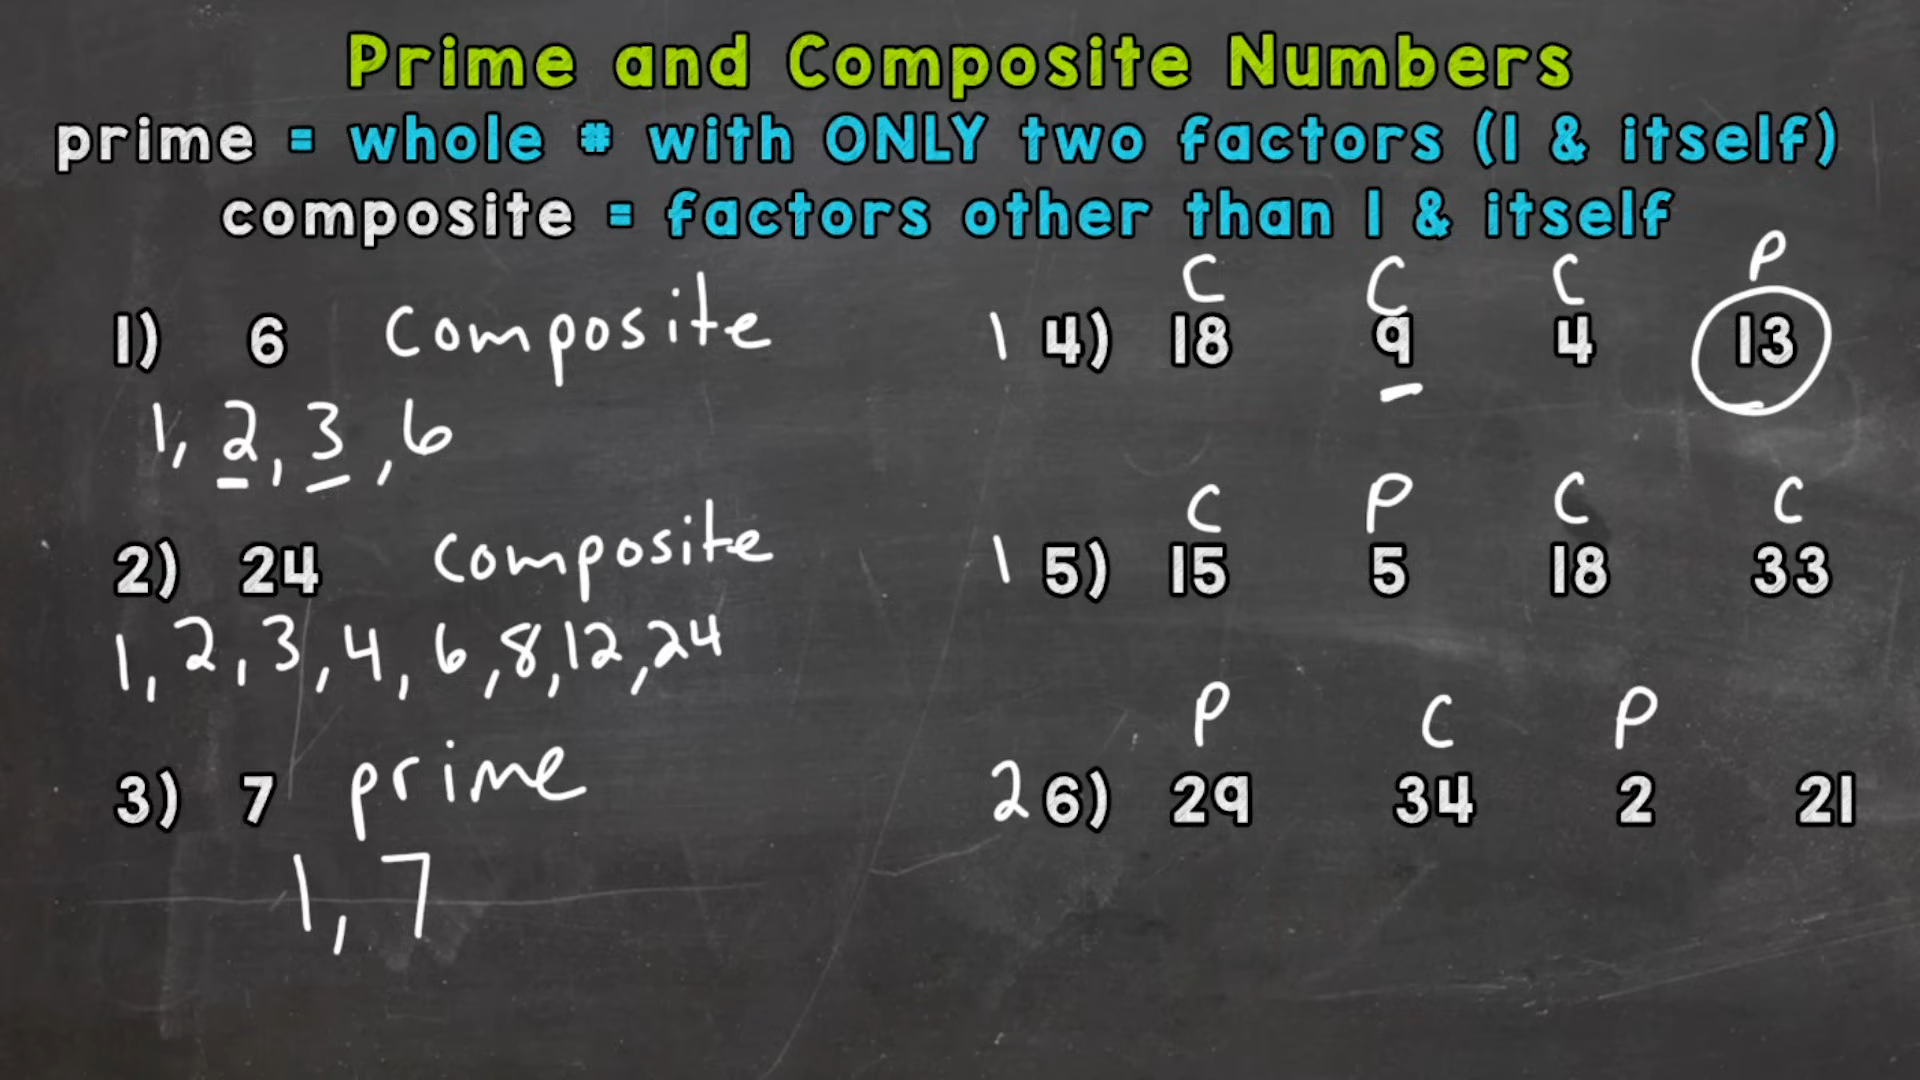 Prime and Composite Numbers
prime = whole # with ONLY two factors (1 & itself)
composite = factors other than 1 & itself
1) 6 composite
1, 2, 3, 6
2) 24 composite
1, 2, 3, 4, 6, 8, 12, 24
3) 7 prime
1, 7
C C C P
1 4) 18 9 4 13
C P C C
1 5) 15 5 18 33
P C P
2 6) 29 34 2 21